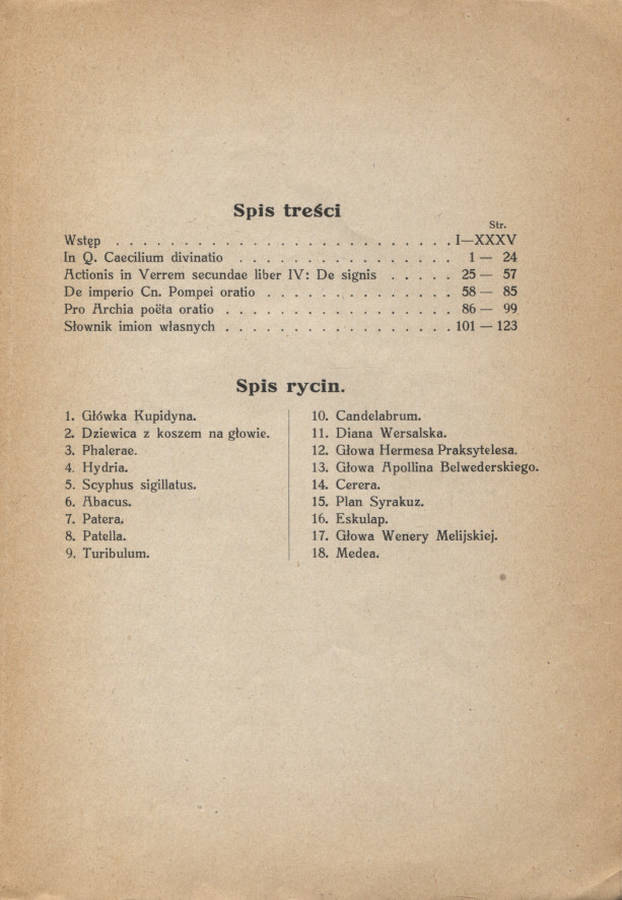 Spis treści
Str.
Wstęp . . . . . . . . . . . . . . . . . . . . . I—XXXV
In Q. Caecilium divinatio . . . . . . . . . . . . . 1 — 24
Actionis in Verrem secundae liber IV: De signis . . . . . 25 — 57
De imperio Cn. Pompei oratio . . . . . . . . . . . . 58 — 85
Pro Archia poëta oratio . . . . . . . . . . . . . . 86 — 99
Słownik imion własnych . . . . . . . . . . . . . . 101 — 123
Spis rycin.
1. Główka Kupidyna.
2. Dziewica z koszem na głowie.
3. Phalerae.
4. Hydria.
5. Scyphus sigillatus.
6. Abacus.
7. Patera.
8. Patella.
9. Turibulum.
10. Candelabrum.
11. Diana Wersalska.
12. Głowa Hermesa Praksytelesa.
13. Głowa Apollina Belwederskiego.
14. Cerera.
15. Plan Syrakuz.
16. Eskulap.
17. Głowa Wenery Melijskiej.
18. Medea.